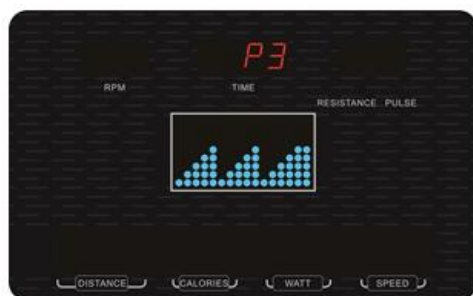 P3
RPM TIME
RESISTANCE PULSE
DISTANCE CALORIES WATT SPEED